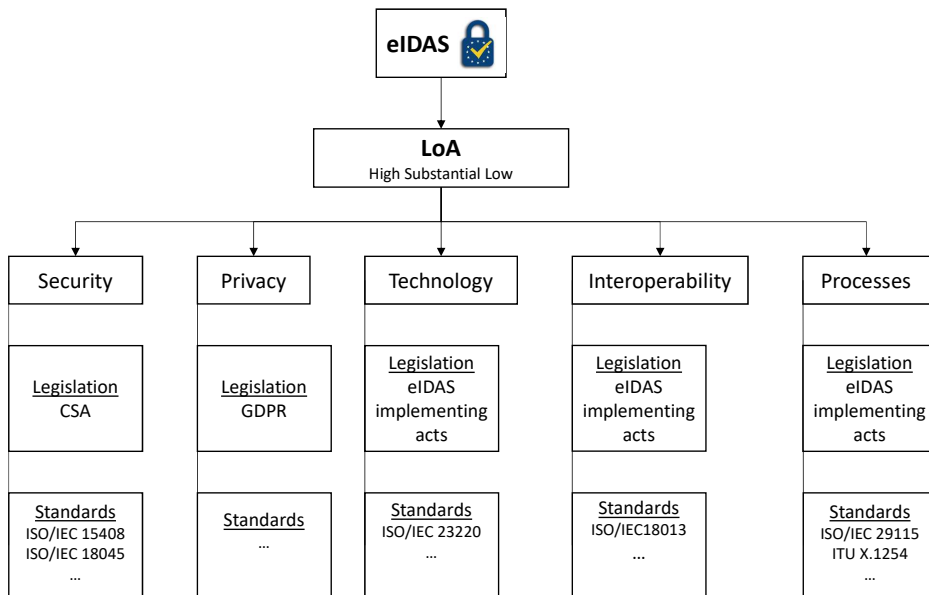 eIDAS
LoA
High Substantial Low
Security
Privacy
Technology
Interoperability
Processes
Legislation
CSA
Legislation
GDPR
Legislation
eIDAS
implementing
acts
Legislation
eIDAS
implementing
acts
Legislation
eIDAS
implementing
acts
Standards
ISO/IEC 15408
ISO/IEC 18045
...
Standards
...
Standards
ISO/IEC 23220
...
Standards
ISO/IEC18013
...
Standards
ISO/IEC 29115
ITU X.1254
...